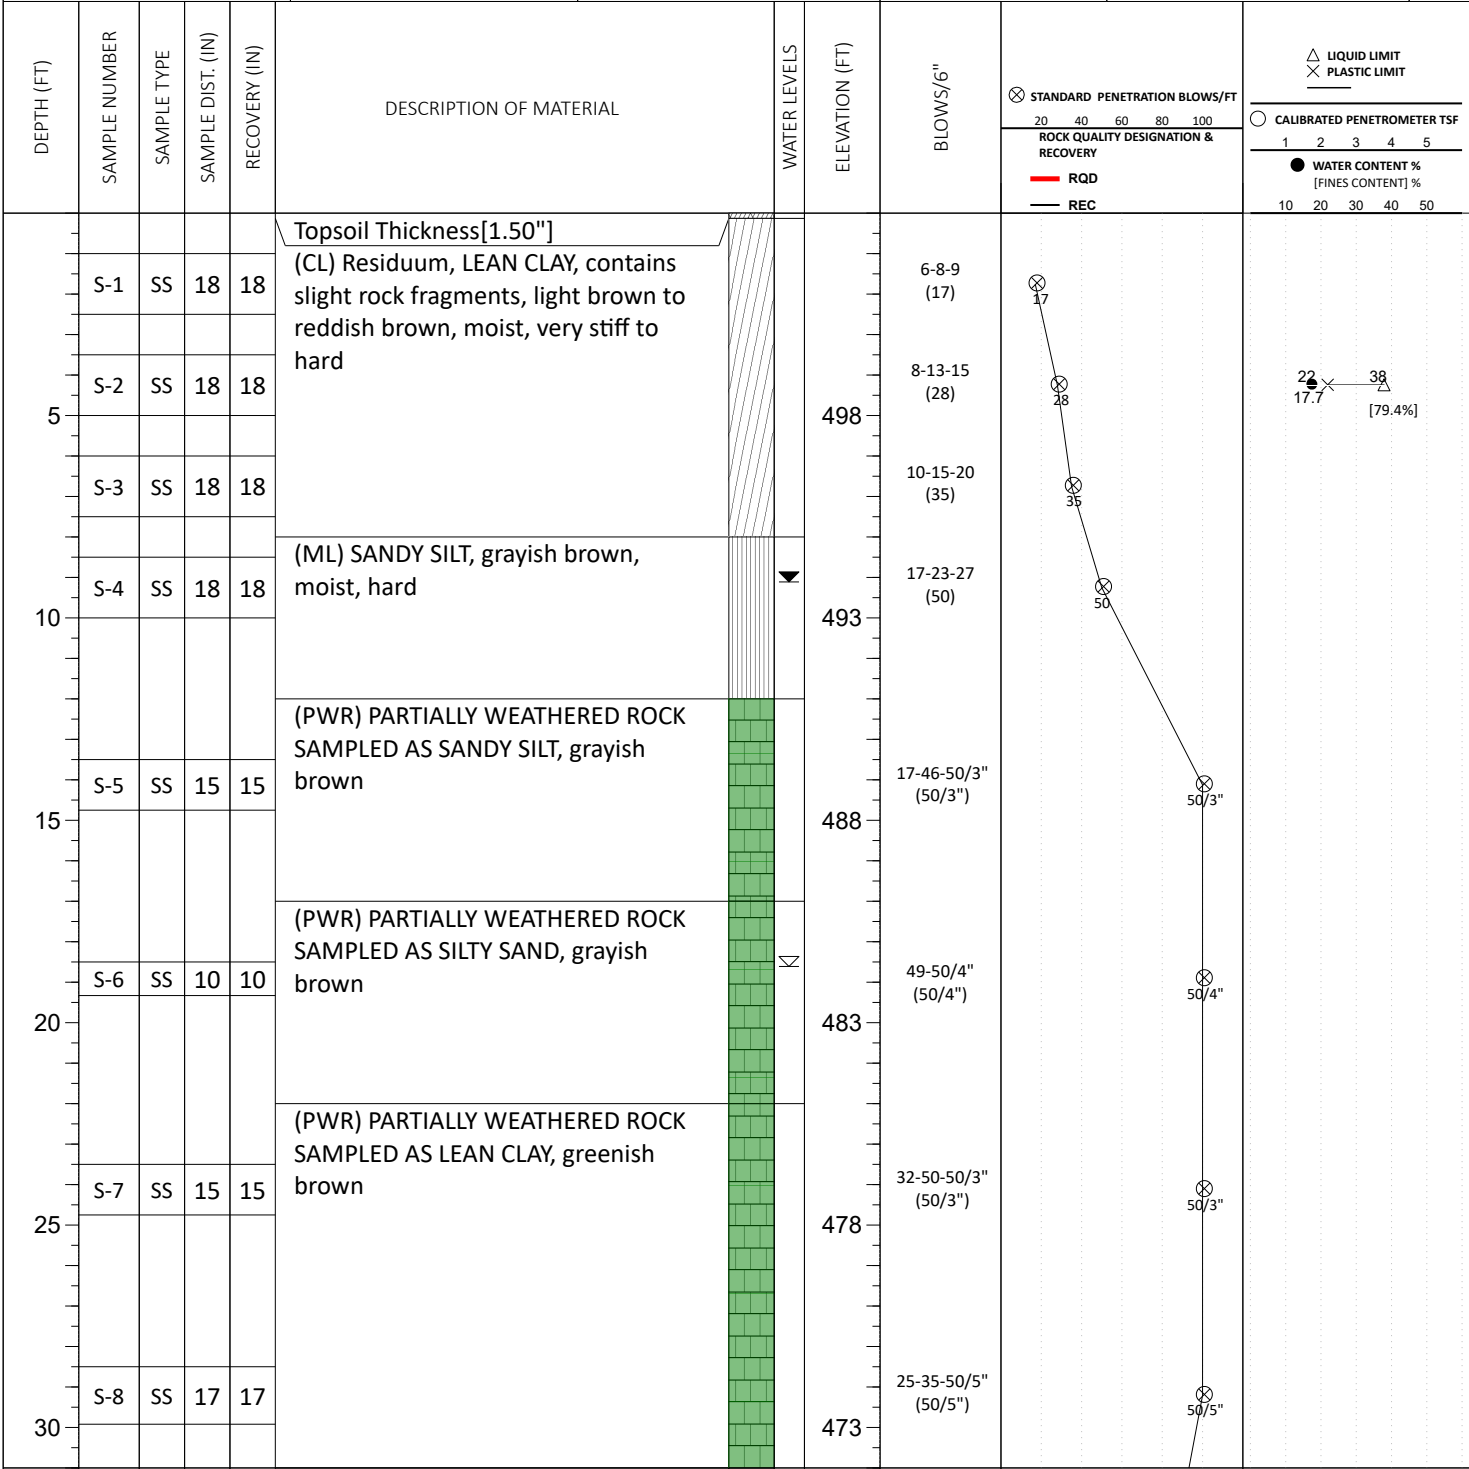 DEPTH (FT)
SAMPLE NUMBER
SAMPLE TYPE
SAMPLE DIST. (IN)
RECOVERY (IN)
DESCRIPTION OF MATERIAL
WATER LEVELS
ELEVATION (FT)
BLOWS/6"
STANDARD PENETRATION BLOWS/FT
20 40 60 80 100
ROCK QUALITY DESIGNATION &
RECOVERY
RQD
REC
LIQUID LIMIT
PLASTIC LIMIT
CALIBRATED PENETROMETER TSF
1 2 3 4 5
WATER CONTENT %
[FINES CONTENT] %
10 20 30 40 50
Topsoil Thickness[1.50"]
(CL) Residuum, LEAN CLAY, contains
slight rock fragments, light brown to
reddish brown, moist, very stiff to
hard
S-1 SS 18 18
6-8-9
(17)
17
S-2 SS 18 18
8-13-15
(28)
28
22 38
17.7
[79.4%]
5
498
S-3 SS 18 18
10-15-20
(35)
35
(ML) SANDY SILT, grayish brown,
moist, hard
S-4 SS 18 18
17-23-27
(50)
50
10
493
(PWR) PARTIALLY WEATHERED ROCK
SAMPLED AS SANDY SILT, grayish
brown
S-5 SS 15 15
17-46-50/3"
(50/3")
50/3"
15
488
(PWR) PARTIALLY WEATHERED ROCK
SAMPLED AS SILTY SAND, grayish
brown
S-6 SS 10 10
49-50/4"
(50/4")
50/4"
20
483
(PWR) PARTIALLY WEATHERED ROCK
SAMPLED AS LEAN CLAY, greenish
brown
S-7 SS 15 15
32-50-50/3"
(50/3")
50/3"
25
478
S-8 SS 17 17
25-35-50/5"
(50/5")
50/5"
30
473